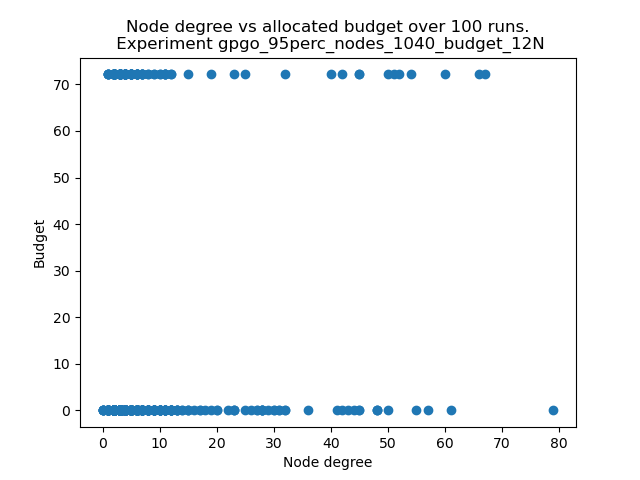 Node degree vs allocated budget over 100 runs.
Experiment gpgo_95perc_nodes_1040_budget_12N
70
60
50
40
30
20
10
0
Budget
0 10 20 30 40 50 60 70 80
Node degree